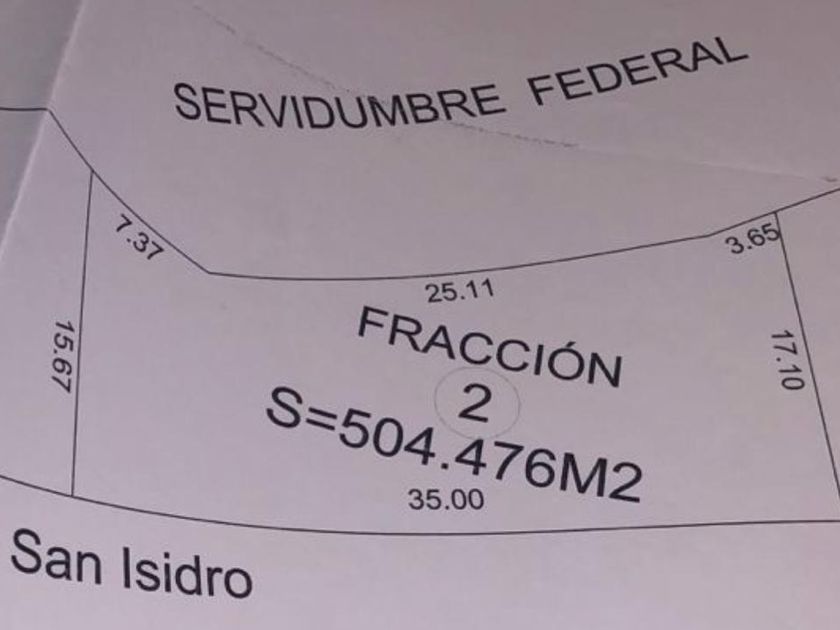 SERVIDUMBRE FEDERAL
7.37
3.65
25.11
FRACCIÓN
15.67
17.10
2
S=504.476M2
35.00
San Isidro